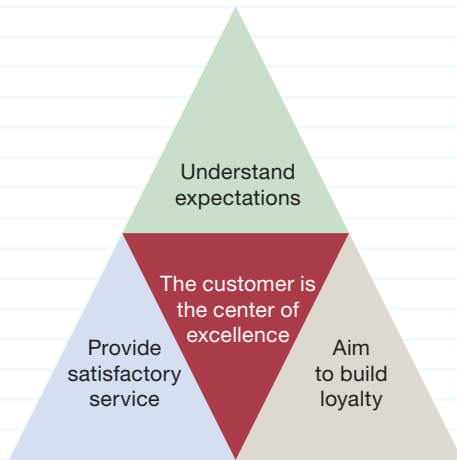 Understand
expectations
The customer is
the center of
excellence
Provide
satisfactory
service
Aim
to build
loyalty